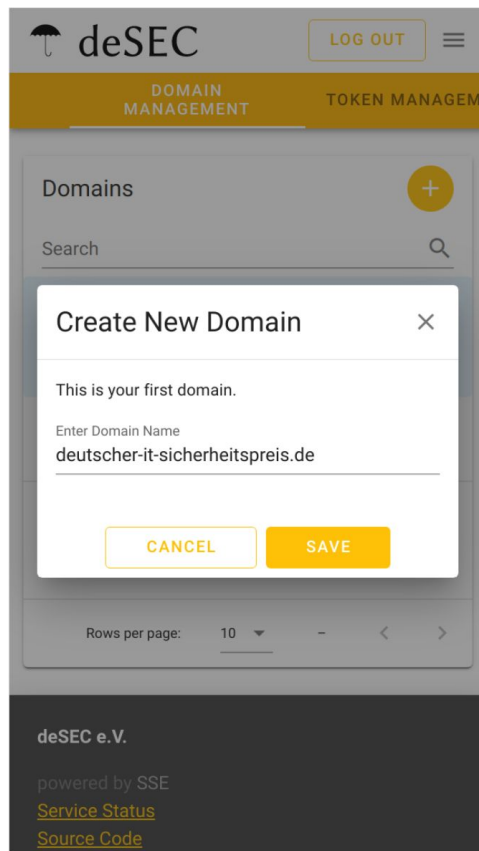 deSEC
LOG OUT
DOMAIN
MANAGEMENT
TOKEN MANAGEM
Domains
Search
Create New Domain
This is your first domain.
Enter Domain Name
deutscher-it-sicherheitspreis.de
CANCEL
SAVE
Rows per page: 10 –
deSEC e.V.
powered by SSE
Service Status
Source Code